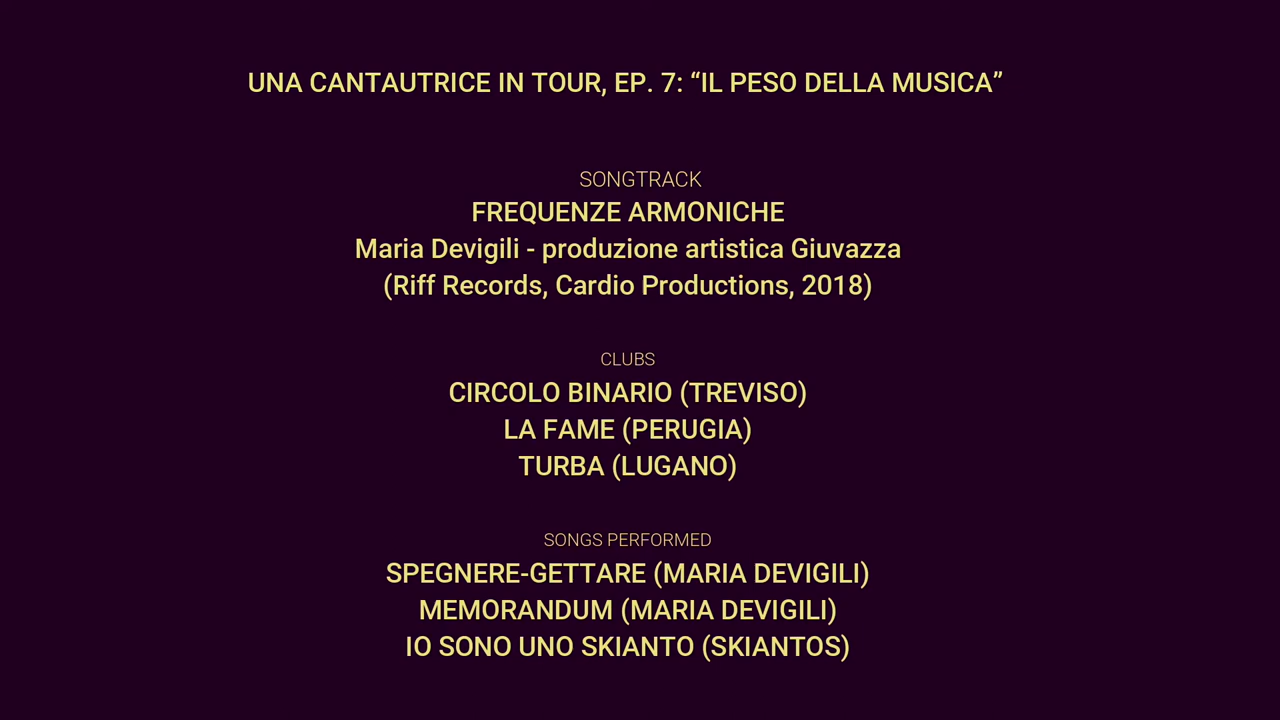 UNA CANTAUTRICE IN TOUR, EP. 7: “IL PESO DELLA MUSICA”
SONGTRACK
FREQUENZE ARMONICHE
Maria Devigili - produzione artistica Giuvazza
(Riff Records, Cardio Productions, 2018)
CLUBS
CIRCOLO BINARIO (TREVISO)
LA FAME (PERUGIA)
TURBA (LUGANO)
SONGS PERFORMED
SPEGNERE-GETTARE (MARIA DEVIGILI)
MEMORANDUM (MARIA DEVIGILI)
IO SONO UNO SKIANTO (SKIANTOS)